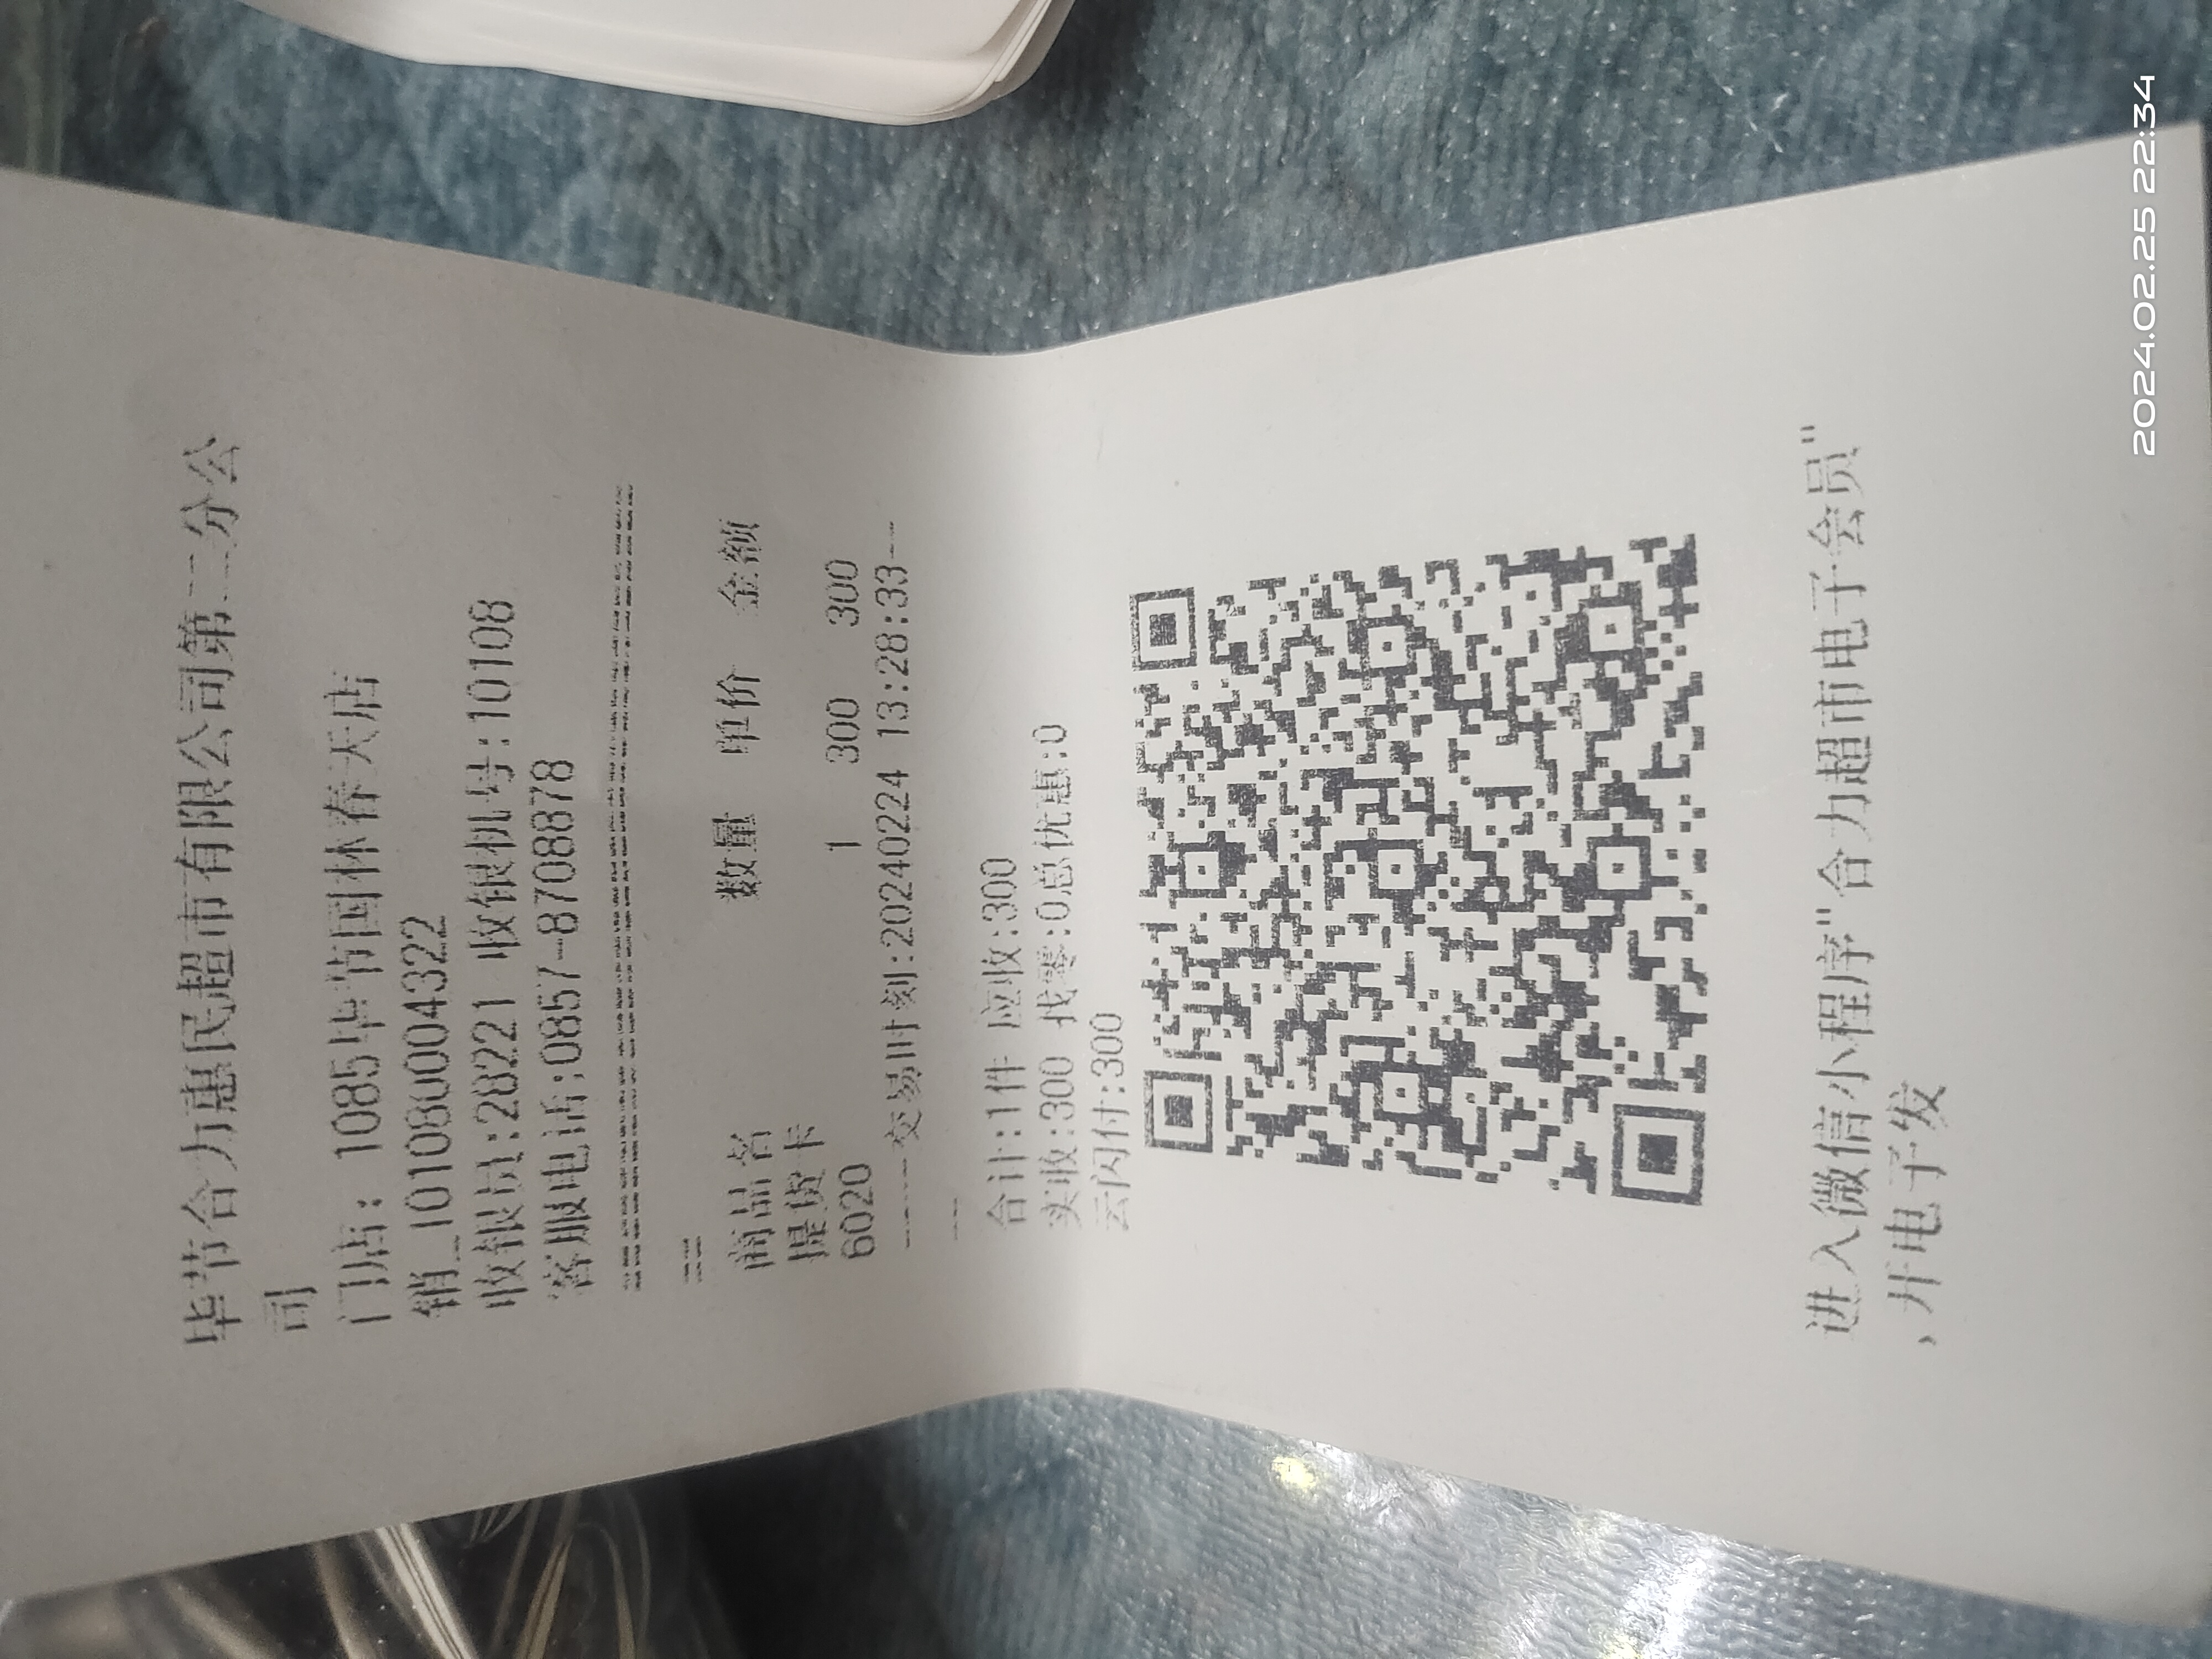 毕节合力惠民超市有限公司第二分公
司
门店: 1085毕节国林春天店
销_101080004322
收银员:28221 收银机号:10108
客服电话:0857-8708878
商品名 数量 单价 金额
提货卡
6020 1 300 300
----交易时刻:20240224 13:28:33--
--
合计:1件 应收:300
实收:300 找零:0总优惠:0
云闪付:300
进入微信小程序"合力超市电子会员"
,开电子发
2024.02.25 22:34